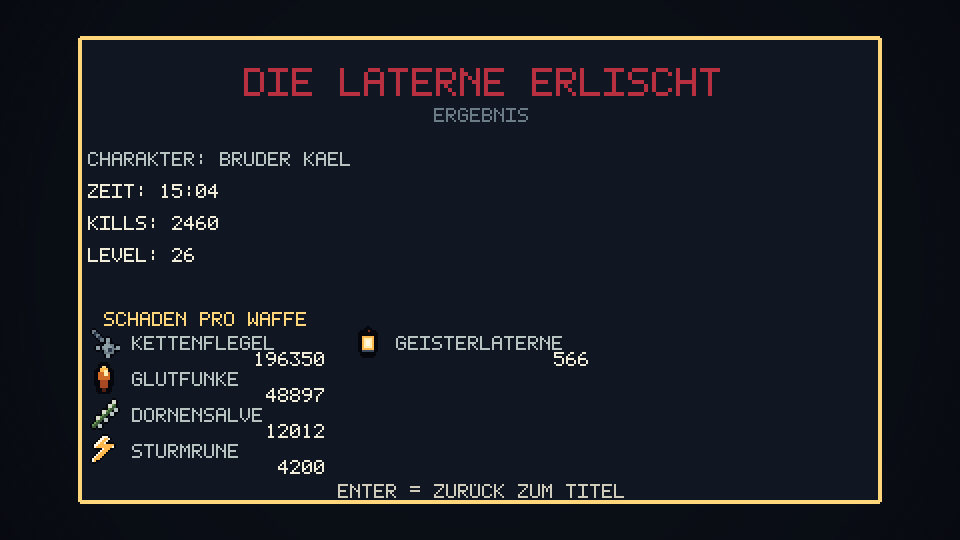 DIE LATERNE ERLISCHT
ERGEBNIS
CHARAKTER: BRUDER KAEL
ZEIT: 15:04
KILLS: 2460
LEVEL: 26
SCHADEN PRO WAFFE
KETTENFLEGEL
196350
GLUTFUNKE
48897
DORNENSALVE
12012
STURMRUNE
4200
GEISTERLATERNE
566
ENTER = ZURÜCK ZUM TITEL